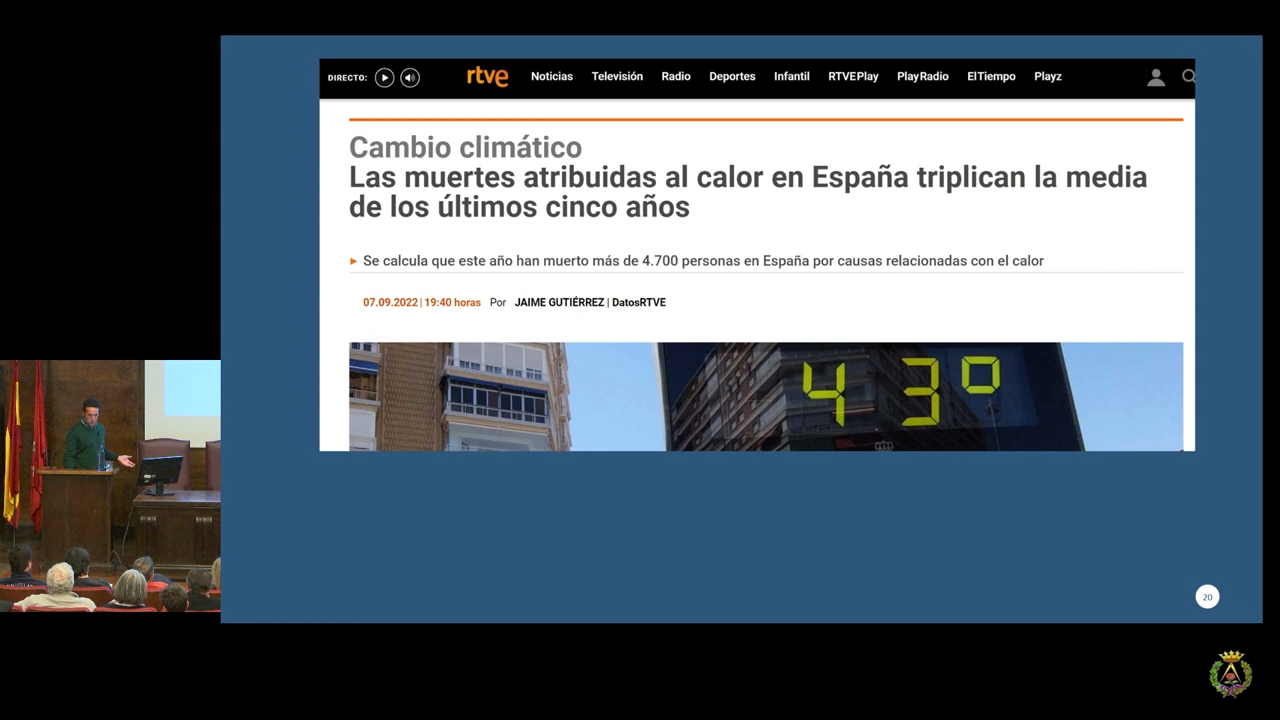 DIRECTO:
rtve
Noticias Televisión Radio Deportes Infantil RTVEPlay PlayRadio ElTiempo Playz
Cambio climático
Las muertes atribuidas al calor en España triplican la media
de los últimos cinco años
Se calcula que este año han muerto más de 4.700 personas en España por causas relacionadas con el calor
07.09.2022 | 19:40 horas Por JAIME GUTIÉRREZ | DatosRTVE
43º
20